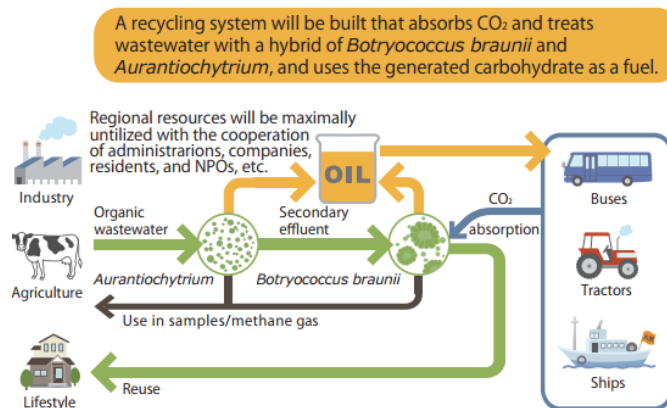 A recycling system will be built that absorbs CO₂ and treats
wastewater with a hybrid of Botryococcus braunii and
Aurantiochytrium, and uses the generated carbohydrate as a fuel.
Regional resources will be maximally
untilized with the cooperation
of administrarions, companies,
residents, and NPOs, etc.
OIL
Industry
Buses
Organic
wastewater
Secondary
effluent
CO₂
absorption
Agriculture
Aurantiochytrium
Botryococcus braunii
Tractors
Use in samples/methane gas
Lifestyle
Reuse
Ships